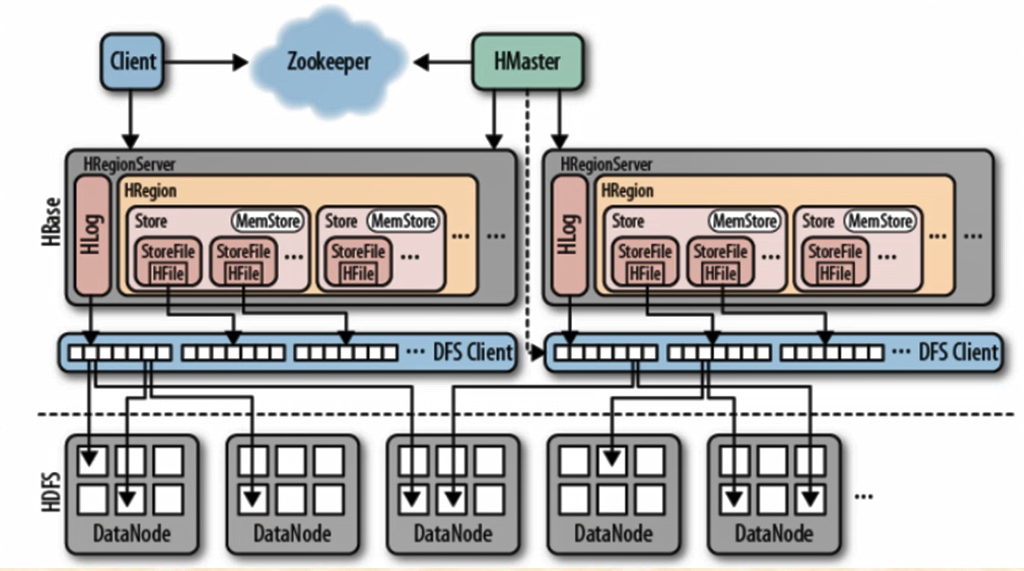 Client
Zookeeper
HMaster
HBase
HRegionServer
HLog
HRegion
Store
MemStore
StoreFile
HFile
StoreFile
HFile
...
Store
MemStore
StoreFile
HFile
...
...
...
HRegionServer
HLog
HRegion
Store
MemStore
StoreFile
HFile
StoreFile
HFile
...
Store
MemStore
StoreFile
HFile
...
...
...
... DFS Client
... DFS Client
HDFS
DataNode
DataNode
DataNode
DataNode
DataNode
...